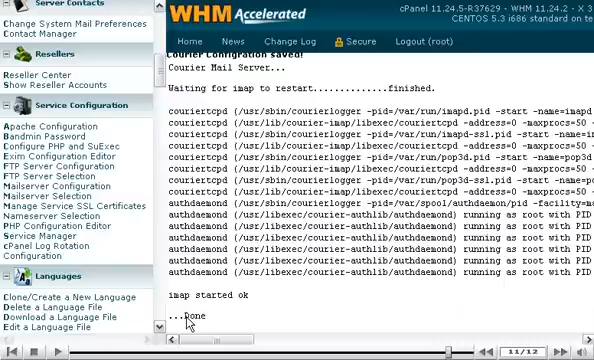 Server Contacts
Change System Mail Preferences
Contact Manager
Resellers
Reseller Center
Show Reseller Accounts
Service Configuration
Apache Configuration
Bandmin Password
Configure PHP and SuExec
Exim Configuration Editor
FTP Server Configuration
FTP Server Selection
Mailserver Configuration
Mailserver Selection
Manage Service SSL Certificates
Nameserver Selection
PHP Configuration Editor
Service Manager
cPanel Log Rotation
Configuration
Languages
Clone/Create a New Language
Delete a Language File
Download a Language File
Edit a Language File
WHM Accelerated
cPanel 11.24.5-R37629 - WHM 11.24.2 - X 3
CENTOS 5.3 i686 standard on te
Home News Change Log Secure Logout (root)
Courier Configration saved!
Courier Mail Server...
Waiting for imap to restart..............finished.
couriertcpd (/usr/sbin/courierlogger -pid=/var/run/imapd.pid -start -name=imapd
couriertcpd (/usr/libexec/courier-authlib/couriertcpd -address=0 -maxprocs=50 -
couriertcpd (/usr/sbin/courierlogger -pid=/var/run/imapd-ssl.pid -start -name=i
couriertcpd (/usr/libexec/courier-authlib/couriertcpd -address=0 -maxprocs=50 -
couriertcpd (/usr/sbin/courierlogger -pid=/var/run/pop3d.pid -start -name=pop3d
couriertcpd (/usr/libexec/courier-authlib/couriertcpd -address=0 -maxprocs=50 -
couriertcpd (/usr/sbin/courierlogger -pid=/var/run/pop3d-ssl.pid -start -name=p
couriertcpd (/usr/libexec/courier-authlib/couriertcpd -address=0 -maxprocs=50 -
authdaemond (/usr/sbin/courierlogger -pid=/var/spool/authdaemon/pid -facility=ma
authdaemond (/usr/libexec/courier-authlib/authdaemond) running as root with PID
authdaemond (/usr/libexec/courier-authlib/authdaemond) running as root with PID
authdaemond (/usr/libexec/courier-authlib/authdaemond) running as root with PID
authdaemond (/usr/libexec/courier-authlib/authdaemond) running as root with PID
authdaemond (/usr/libexec/courier-authlib/authdaemond) running as root with PID
authdaemond (/usr/libexec/courier-authlib/authdaemond) running as root with PID
imap started ok
...Done
11/12